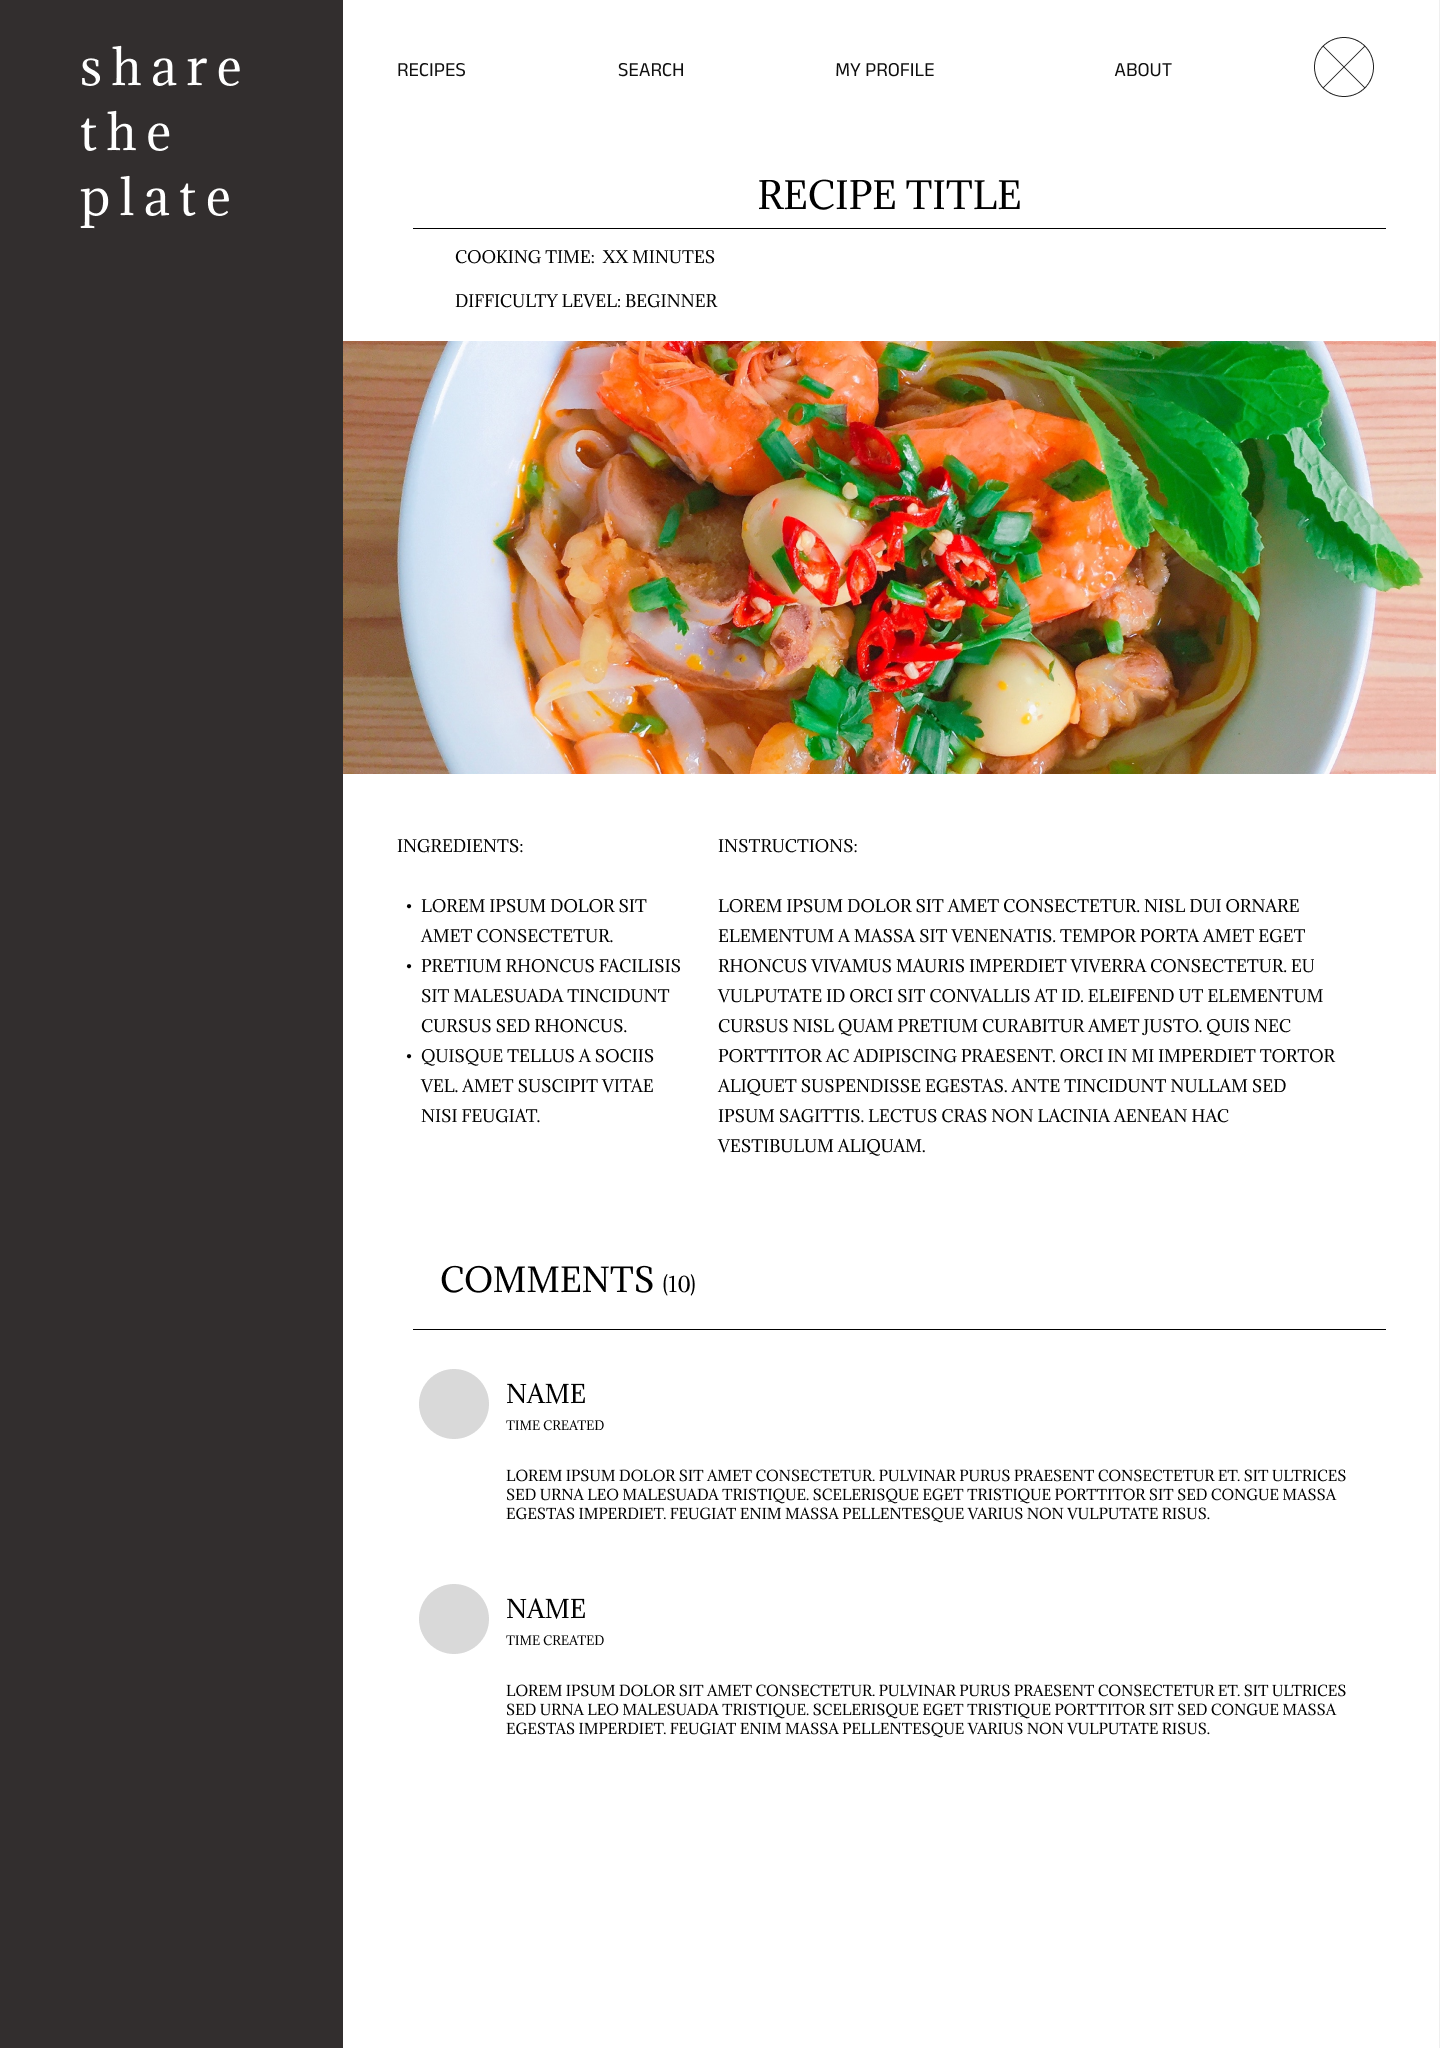 share
the
plate
RECIPES SEARCH MY PROFILE ABOUT
RECIPE TITLE
COOKING TIME: XX MINUTES
DIFFICULTY LEVEL: BEGINNER
INGREDIENTS:
• LOREM IPSUM DOLOR SIT
AMET CONSECTETUR.
• PRETIUM RHONCUS FACILISIS
SIT MALESUADA TINCIDUNT
CURSUS SED RHONCUS.
• QUISQUE TELLUS A SOCIIS
VEL. AMET SUSCIPIT VITAE
NISI FEUGIAT.
INSTRUCTIONS:
LOREM IPSUM DOLOR SIT AMET CONSECTETUR. NISL DUI ORNARE
ELEMENTUM A MASSA SIT VENENATIS. TEMPOR PORTA AMET EGET
RHONCUS VIVAMUS MAURIS IMPERDIET VIVERRA CONSECTETUR. EU
VULPUTATE ID ORCI SIT CONVALLIS AT ID. ELEIFEND UT ELEMENTUM
CURSUS NISL QUAM PRETIUM CURABITUR AMET JUSTO. QUIS NEC
PORTTITOR AC ADIPISCING PRAESENT. ORCI IN MI IMPERDIET TORTOR
ALIQUET SUSPENDISSE EGESTAS. ANTE TINCIDUNT NULLAM SED
IPSUM SAGITTIS. LECTUS CRAS NON LACINIA AENEAN HAC
VESTIBULUM ALIQUAM.
COMMENTS (10)
NAME
TIME CREATED
LOREM IPSUM DOLOR SIT AMET CONSECTETUR. PULVINAR PURUS PRAESENT CONSECTETUR ET. SIT ULTRICES
SED URNA LEO MALESUADA TRISTIQUE. SCELERISQUE EGET TRISTIQUE PORTTITOR SIT SED CONGUE MASSA
EGESTAS IMPERDIET. FEUGIAT ENIM MASSA PELLENTESQUE VARIUS NON VULPUTATE RISUS.
NAME
TIME CREATED
LOREM IPSUM DOLOR SIT AMET CONSECTETUR. PULVINAR PURUS PRAESENT CONSECTETUR ET. SIT ULTRICES
SED URNA LEO MALESUADA TRISTIQUE. SCELERISQUE EGET TRISTIQUE PORTTITOR SIT SED CONGUE MASSA
EGESTAS IMPERDIET. FEUGIAT ENIM MASSA PELLENTESQUE VARIUS NON VULPUTATE RISUS.